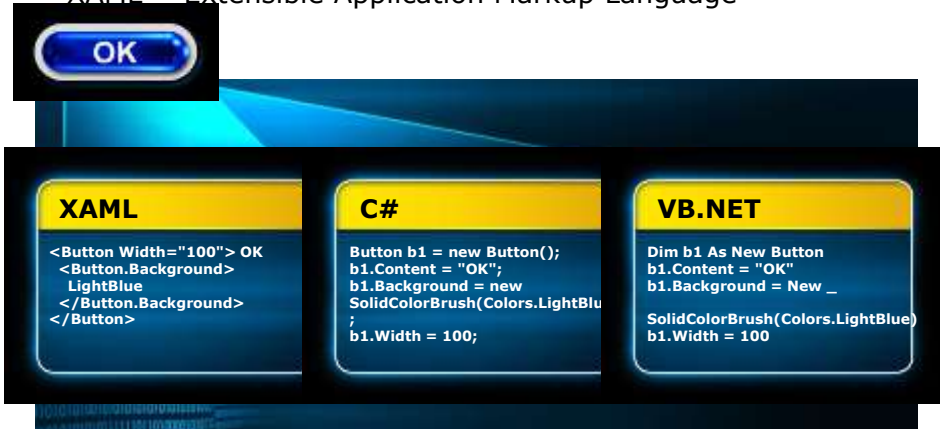 XAML – Extensible Application Markup Language
OK
XAML
<Button Width="100"> OK
<Button.Background>
LightBlue
</Button.Background>
</Button>
C#
Button b1 = new Button();
b1.Content = "OK";
b1.Background = new
SolidColorBrush(Colors.LightBlu
;
b1.Width = 100;
VB.NET
Dim b1 As New Button
b1.Content = "OK"
b1.Background = New _
SolidColorBrush(Colors.LightBlue)
b1.Width = 100